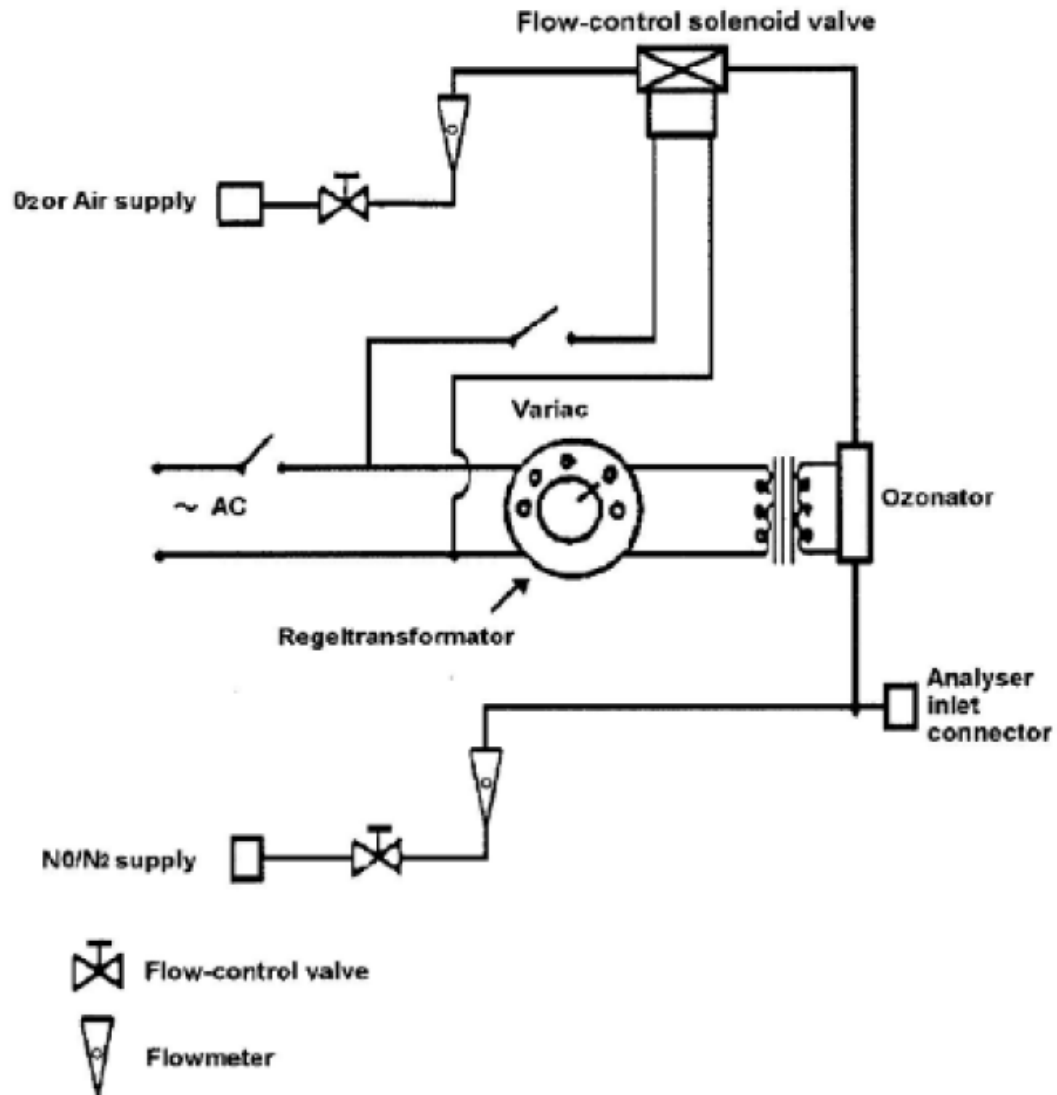 Flow-control solenoid valve
02 or Air supply
Variac
~ AC
Ozonator
Regeltransformator
Analyser
inlet
connector
N0/N2 supply
Flow-control valve
Flowmeter